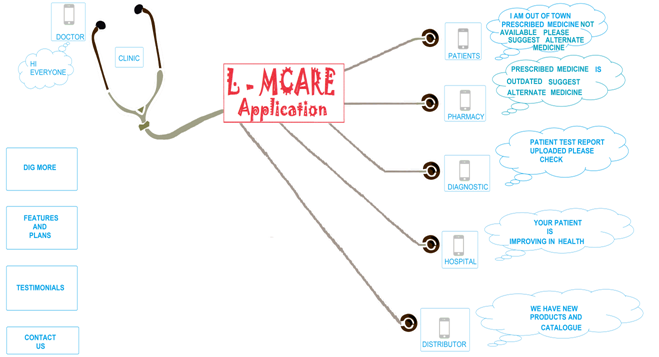 DOCTOR
HI
EVERYONE
CLINIC
L - MCARE
Application
PATIENTS
I AM OUT OF TOWN
PRESCRIBED MEDICINE NOT
AVAILABLE PLEASE
SUGGEST ALTERNATE
MEDICINE
PHARMACY
PRESCRIBED MEDICINE IS
OUTDATED SUGGEST
ALTERNATE MEDICINE
DIAGNOSTIC
PATIENT TEST REPORT
UPLOADED PLEASE
CHECK
HOSPITAL
YOUR PATIENT
IS
IMPROVING IN HEALTH
DISTRIBUTOR
WE HAVE NEW
PRODUCTS AND
CATALOGUE
DIG MORE
FEATURES
AND
PLANS
TESTIMONIALS
CONTACT
US